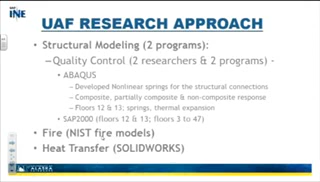 INE
UAF RESEARCH APPROACH
• Structural Modeling (2 programs):
–Quality Control (2 researchers & 2 programs) -
• ABAQUS
– Developed Nonlinear springs for the structural connections
– Composite, partially composite & non-composite response
– Floors 12 & 13; springs, thermal expansion
• SAP2000 (floors 12 & 13; floors 3 to 47)
• Fire (NIST fire models)
• Heat Transfer (SOLIDWORKS)
ALASKA